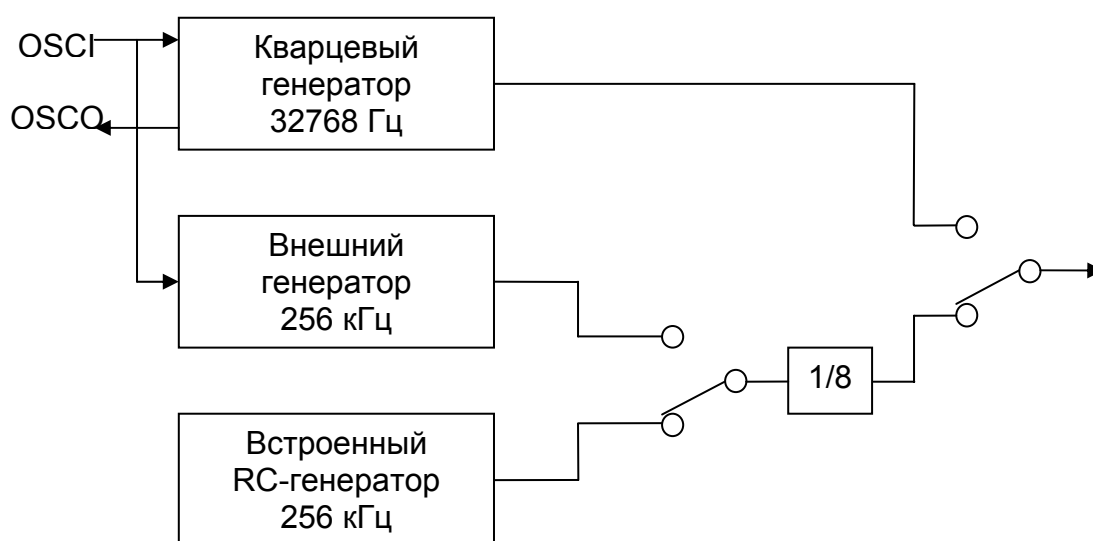 OSCI
Кварцевый
генератор
32768 Гц
OSCO
Внешний
генератор
256 кГц
1/8
Встроенный
RC-генератор
256 кГц